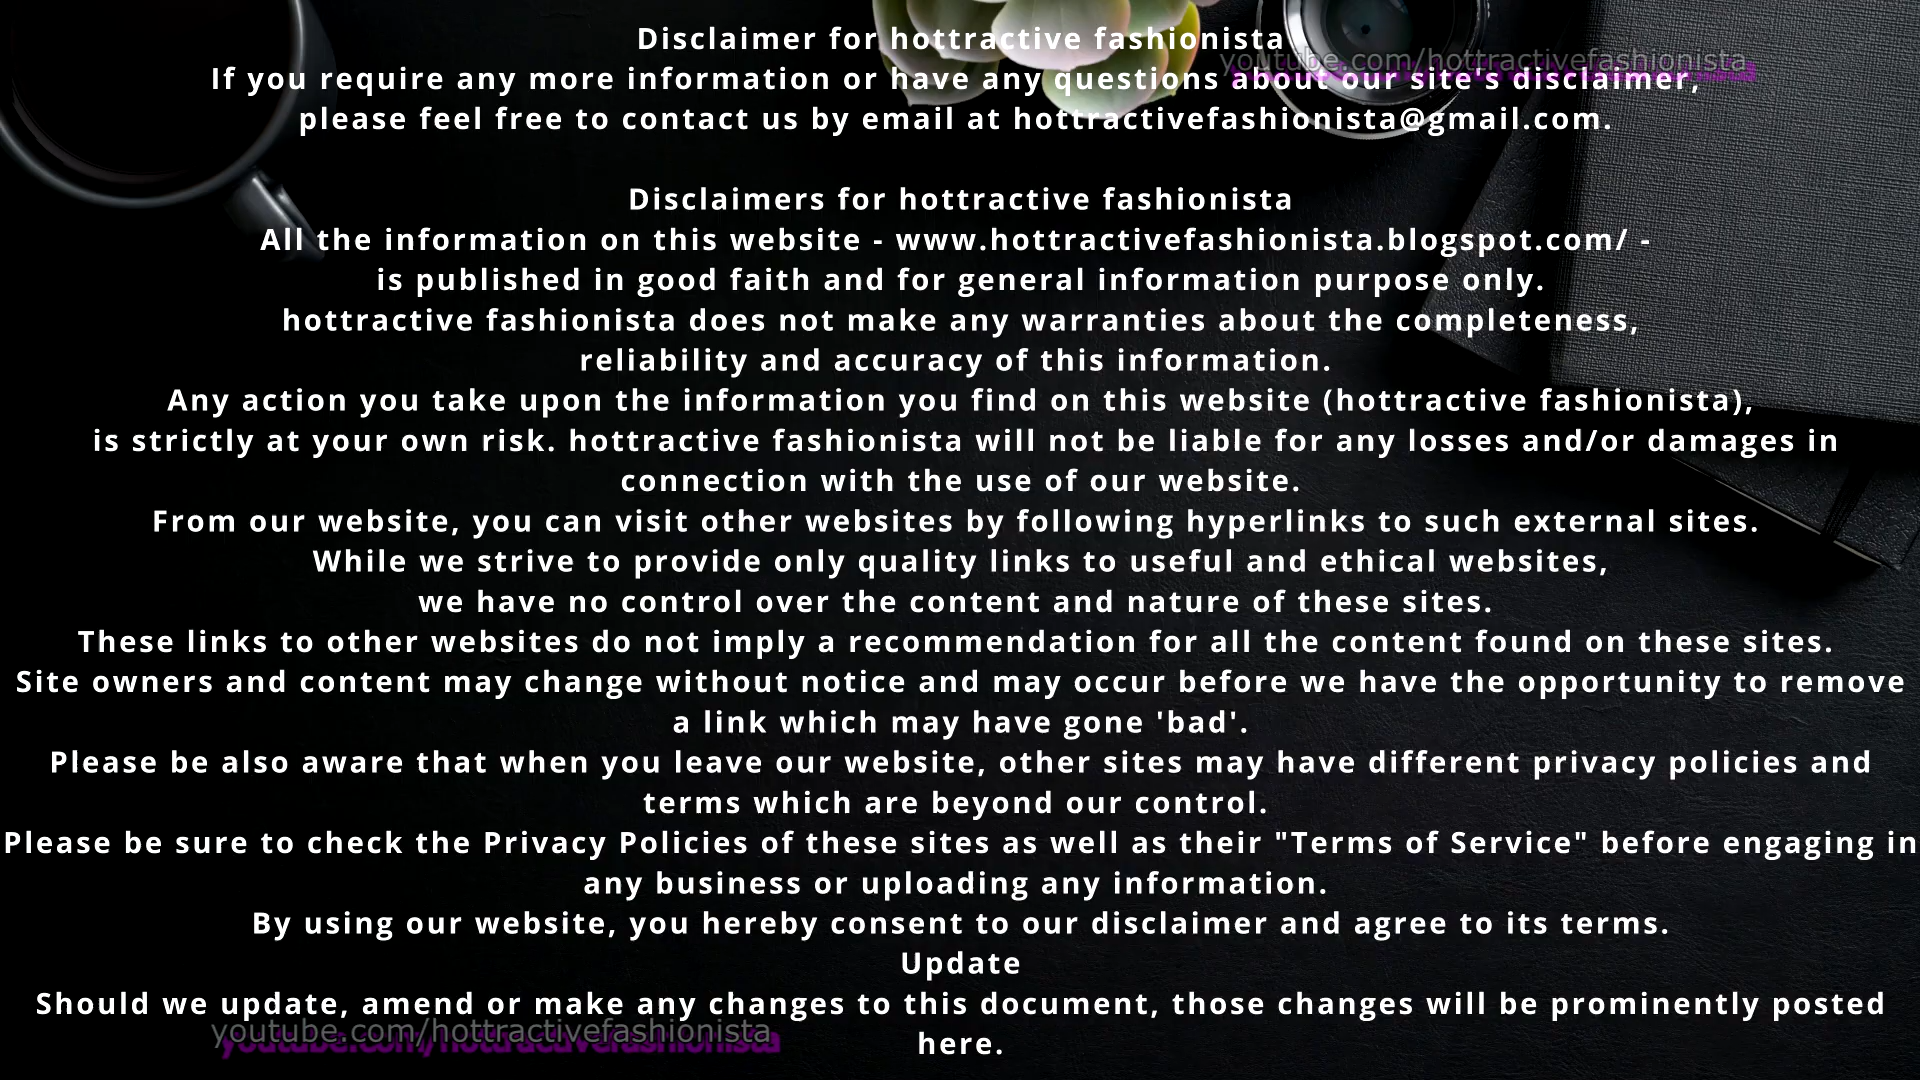 Disclaimer for hottractive fashionista
youtube.com/hottractivefashionista
If you require any more information or have any questions about our site's disclaimer,
please feel free to contact us by email at hottractivefashionista@gmail.com.
Disclaimers for hottractive fashionista
All the information on this website - www.hottractivefashionista.blogspot.com/ -
is published in good faith and for general information purpose only.
hottractive fashionista does not make any warranties about the completeness,
reliability and accuracy of this information.
Any action you take upon the information you find on this website (hottractive fashionista),
is strictly at your own risk. hottractive fashionista will not be liable for any losses and/or damages in
connection with the use of our website.
From our website, you can visit other websites by following hyperlinks to such external sites.
While we strive to provide only quality links to useful and ethical websites,
we have no control over the content and nature of these sites.
These links to other websites do not imply a recommendation for all the content found on these sites.
Site owners and content may change without notice and may occur before we have the opportunity to remove
a link which may have gone 'bad'.
Please be also aware that when you leave our website, other sites may have different privacy policies and
terms which are beyond our control.
Please be sure to check the Privacy Policies of these sites as well as their "Terms of Service" before engaging in
any business or uploading any information.
By using our website, you hereby consent to our disclaimer and agree to its terms.
Update
Should we update, amend or make any changes to this document, those changes will be prominently posted
youtube.com/hottractivefashionista
here.